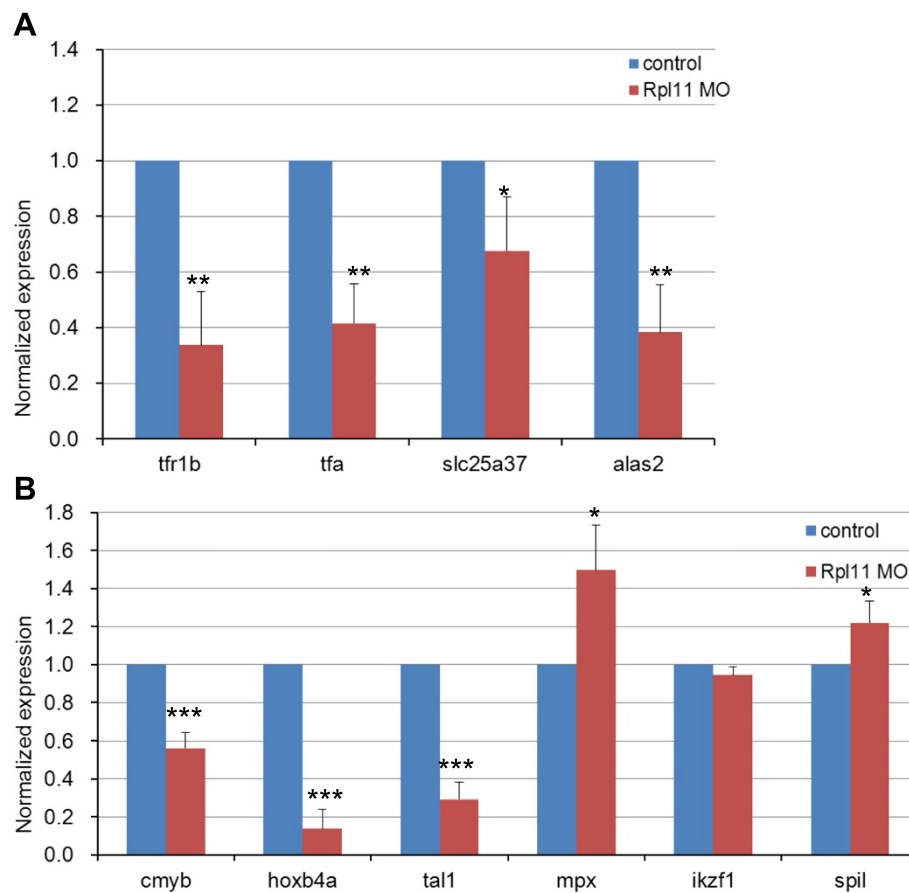 A
1.4
1.2
1.0
0.8
0.6
0.4
0.2
0.0
Normalized expression
control
Rpl11 MO
**
**
*
**
tfr1b tfa slc25a37 alas2
B
1.8
1.6
1.4
1.2
1.0
0.8
0.6
0.4
0.2
0.0
Normalized expression
control
Rpl11 MO
***
***
***
*
*
cmyb hoxb4a tal1 mpx ikzf1 spil